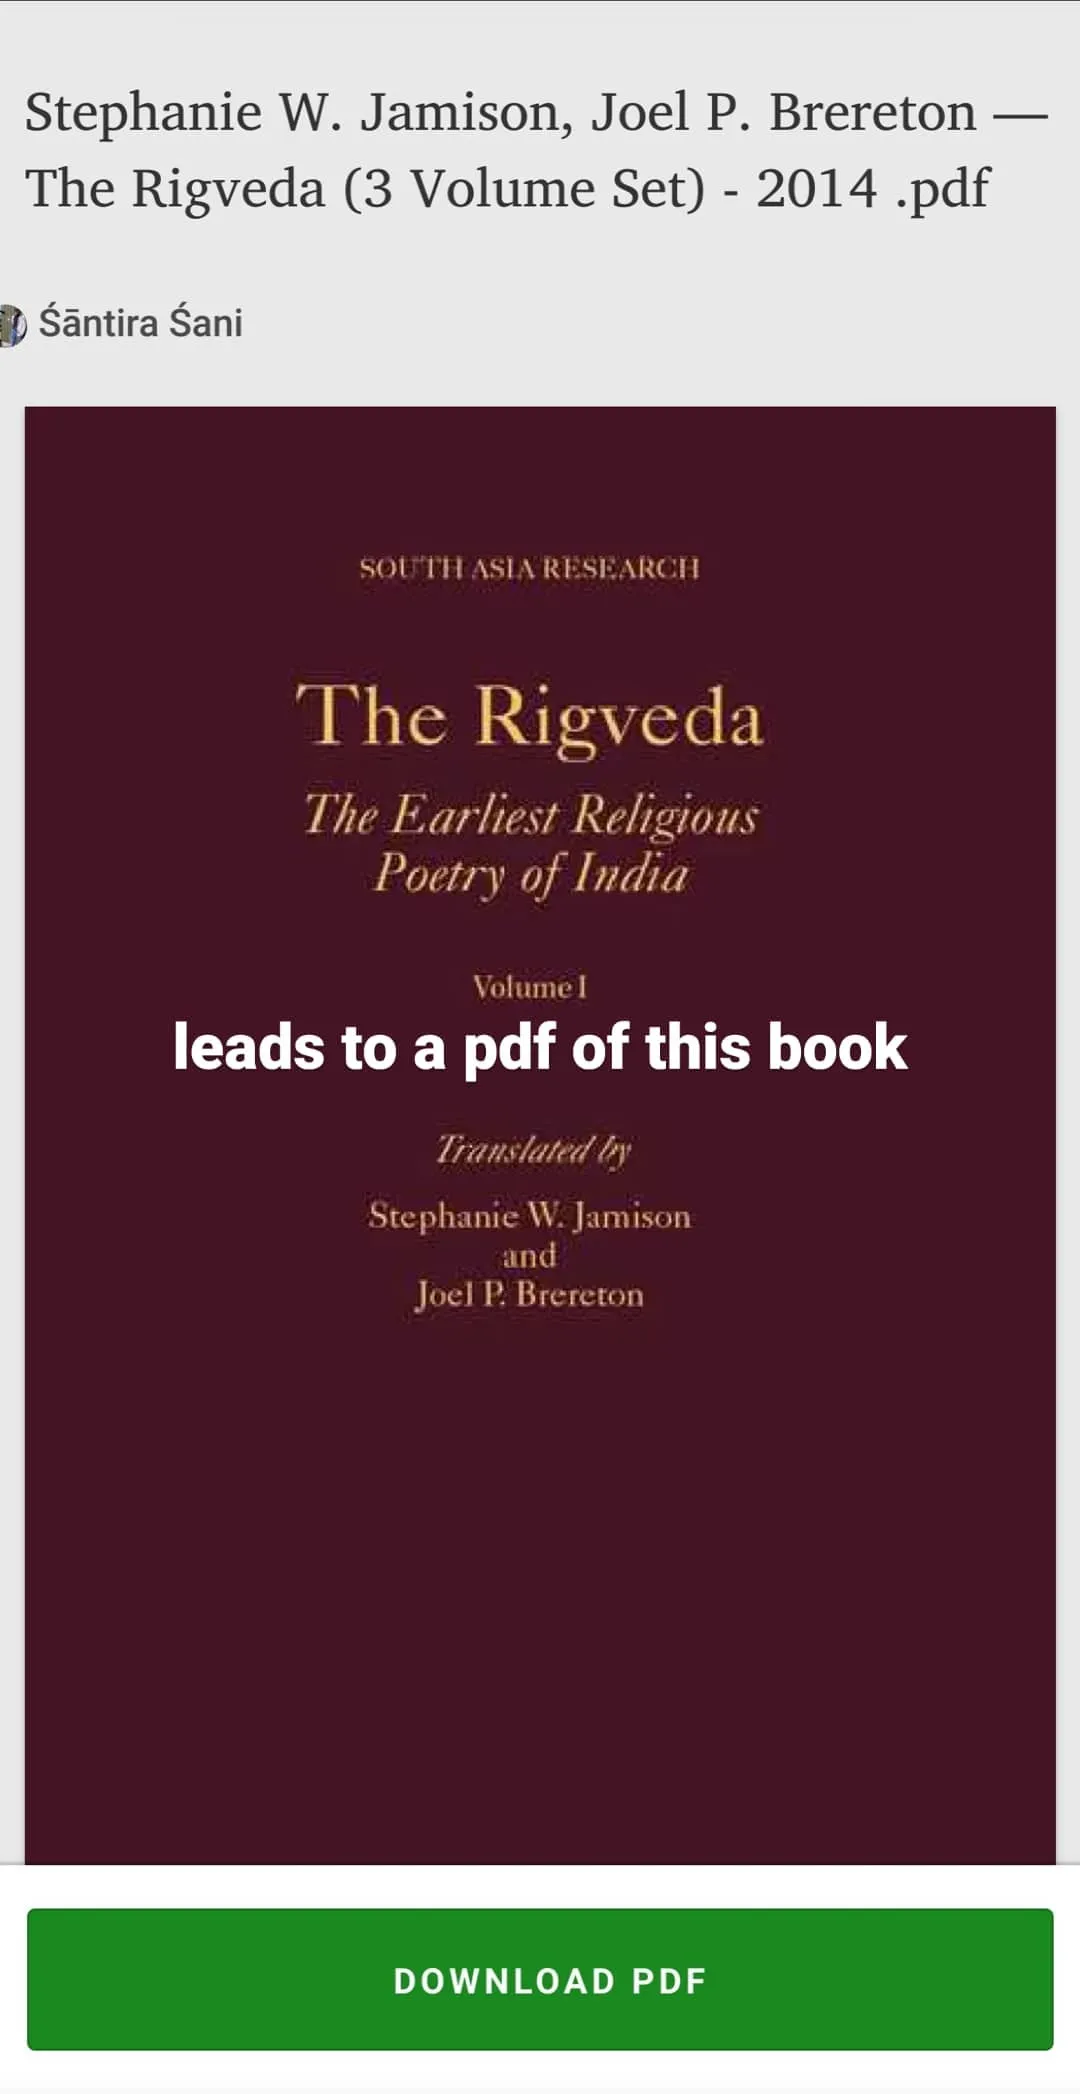 Stephanie W. Jamison, Joel P. Brereton —
The Rigveda (3 Volume Set) - 2014 .pdf
Śāntira Śani
SOUTH ASIA RESEARCH
The Rigveda
The Earliest Religious
Poetry of India
Volume I
leads to a pdf of this book
Translated by
Stephanie W. Jamison
and
Joel P. Brereton
DOWNLOAD PDF